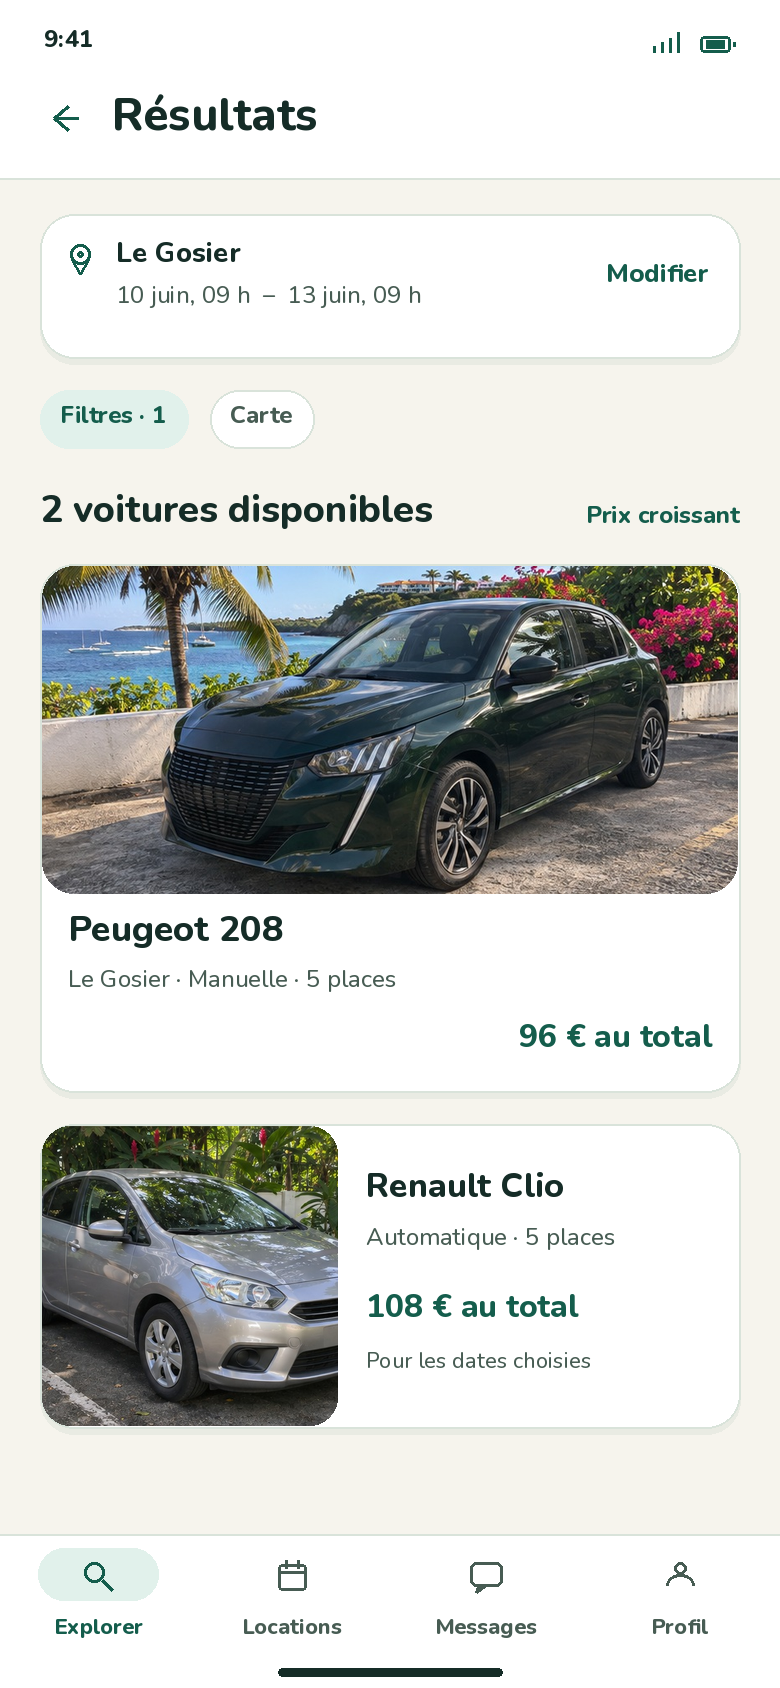 9:41
Résultats
Le Gosier
10 juin, 09 h – 13 juin, 09 h
Modifier
Filtres · 1
Carte
2 voitures disponibles
Prix croissant
Peugeot 208
Le Gosier · Manuelle · 5 places
96 € au total
Renault Clio
Automatique · 5 places
108 € au total
Pour les dates choisies
Explorer
Locations
Messages
Profil